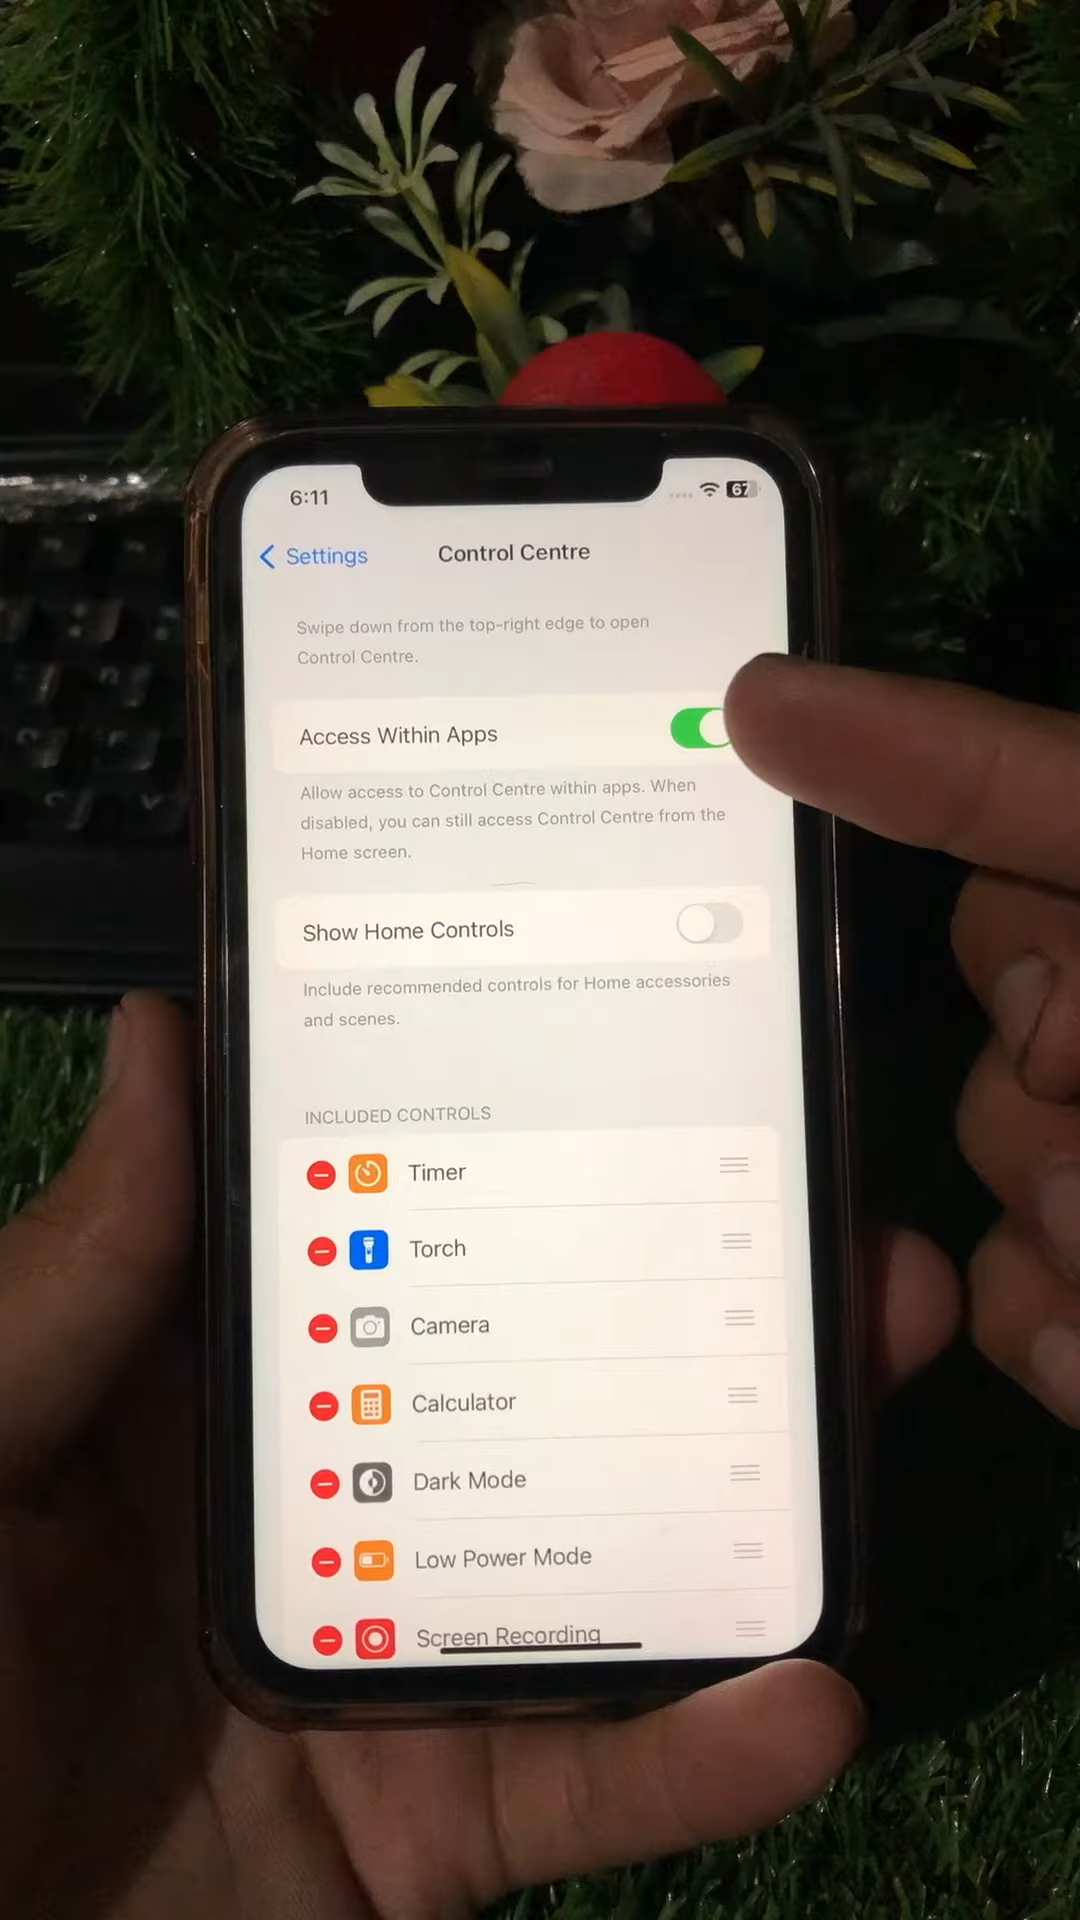 6:11
67
Settings
Control Centre
Swipe down from the top-right edge to open
Control Centre.
Access Within Apps
Allow access to Control Centre within apps. When
disabled, you can still access Control Centre from the
Home screen.
Show Home Controls
Include recommended controls for Home accessories
and scenes.
INCLUDED CONTROLS
Timer
Torch
Camera
Calculator
Dark Mode
Low Power Mode
Screen Recording